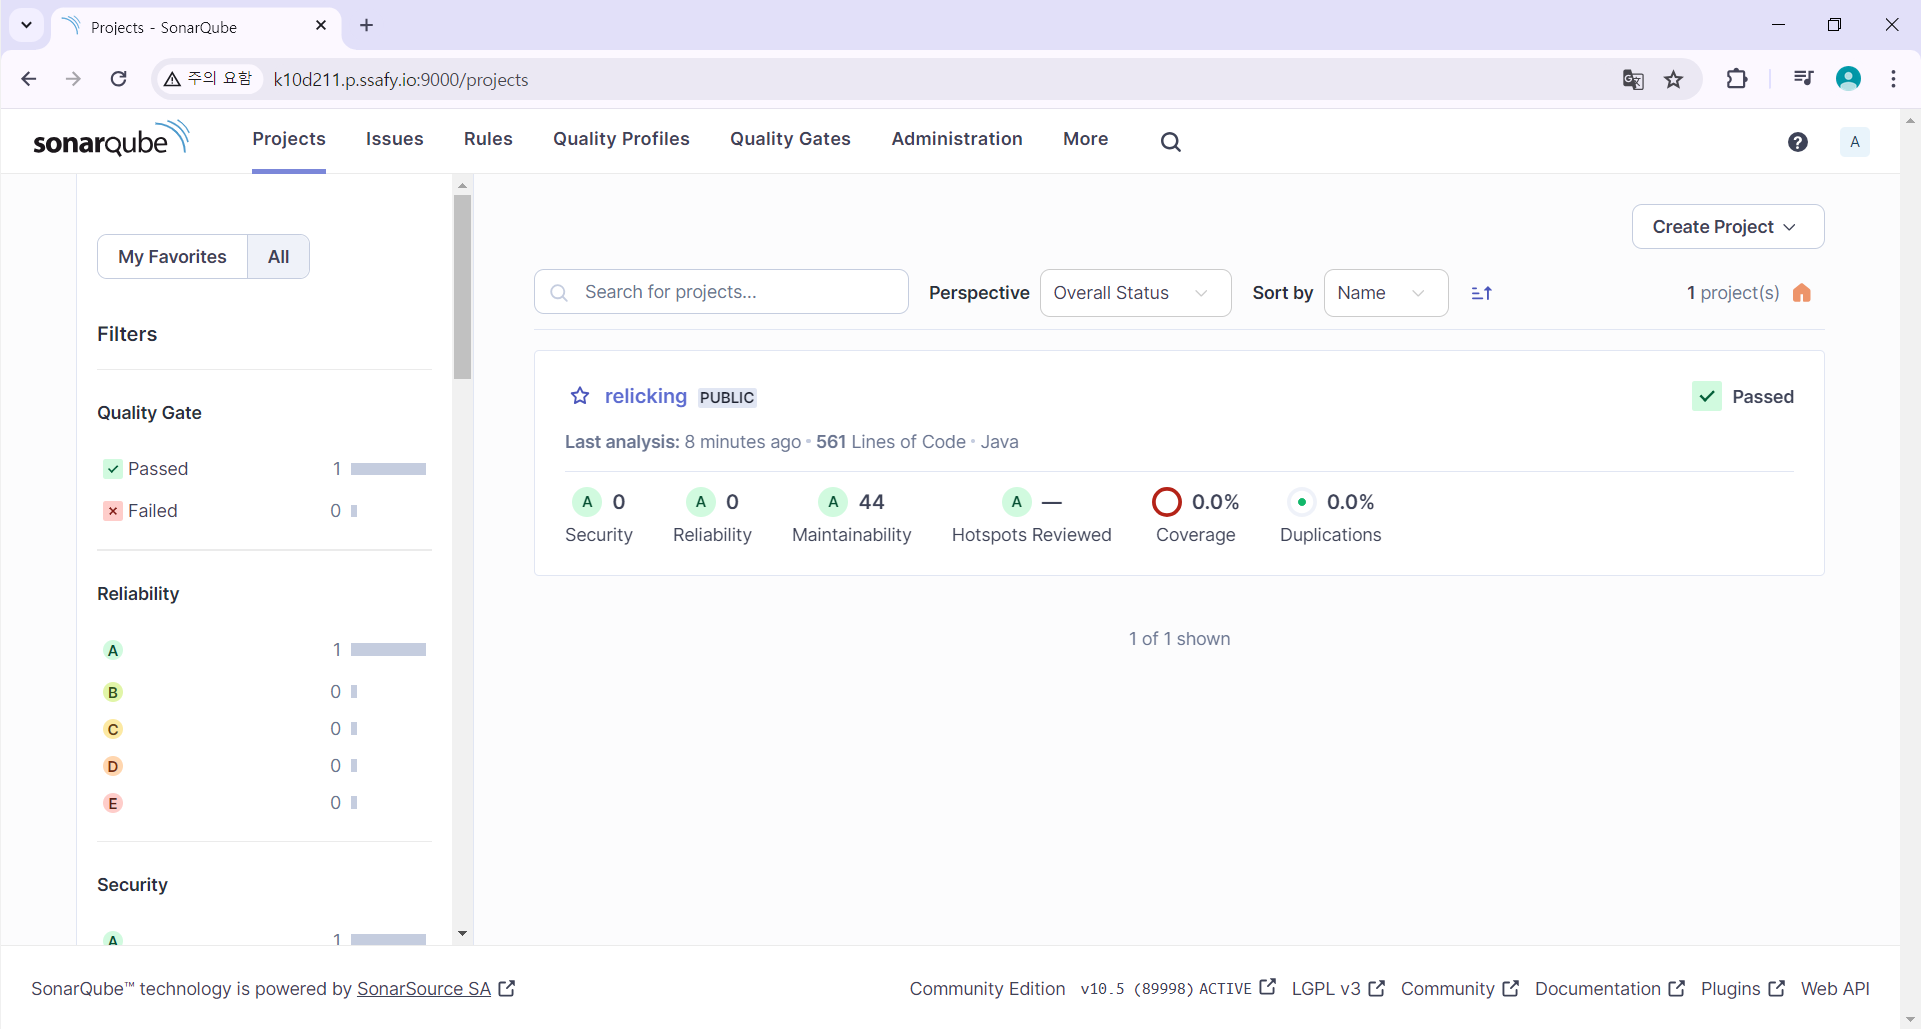 Projects - SonarQube
주의 요함 k10d211.p.ssafy.io:9000/projects
sonarqube Projects Issues Rules Quality Profiles Quality Gates Administration More A
My Favorites All
Create Project
Search for projects... Perspective Overall Status Sort by Name 1 project(s)
Filters
Quality Gate
Passed 1
Failed 0
Reliability
A 1
B 0
C 0
D 0
E 0
Security
A 1
relicking PUBLIC Passed
Last analysis: 8 minutes ago • 561 Lines of Code • Java
A 0 A 0 A 44 A — 0.0% 0.0%
Security Reliability Maintainability Hotspots Reviewed Coverage Duplications
1 of 1 shown
SonarQube™ technology is powered by SonarSource SA Community Edition v10.5 (89998) ACTIVE LGPL v3 Community Documentation Plugins Web API